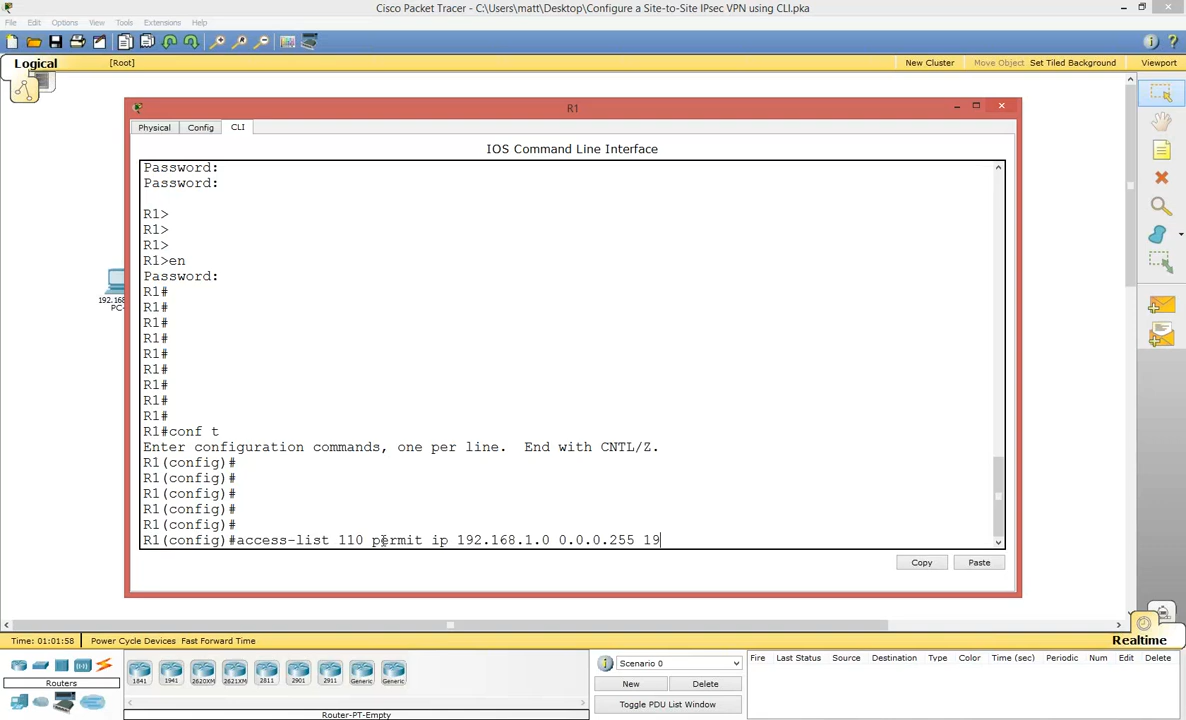 Cisco Packet Tracer - C:\Users\matt\Desktop\Configure a Site-to-Site IPsec VPN using CLI.pka
File Edit Options View Tools Extensions Help
Logical
[Root]
New Cluster
Move Object
Set Tiled Background
Viewport
R1
Physical
Config
CLI
IOS Command Line Interface
Password:
Password:
R1>
R1>
R1>
R1>en
Password:
R1#
R1#
R1#
R1#
R1#
R1#
R1#
R1#
R1#
R1#conf t
Enter configuration commands, one per line.  End with CNTL/Z.
R1(config)#
R1(config)#
R1(config)#
R1(config)#
R1(config)#
R1(config)#access-list 110 permit ip 192.168.1.0 0.0.0.255 19
192.168
PC-
Copy
Paste
Time: 01:01:58
Power Cycle Devices Fast Forward Time
Realtime
Routers
1841
1941
2620XM
2621XM
2811
2901
2911
Generic
Generic
Router-PT-Empty
Scenario 0
New
Delete
Toggle PDU List Window
Fire
Last Status
Source
Destination
Type
Color
Time (sec)
Periodic
Num
Edit
Delete